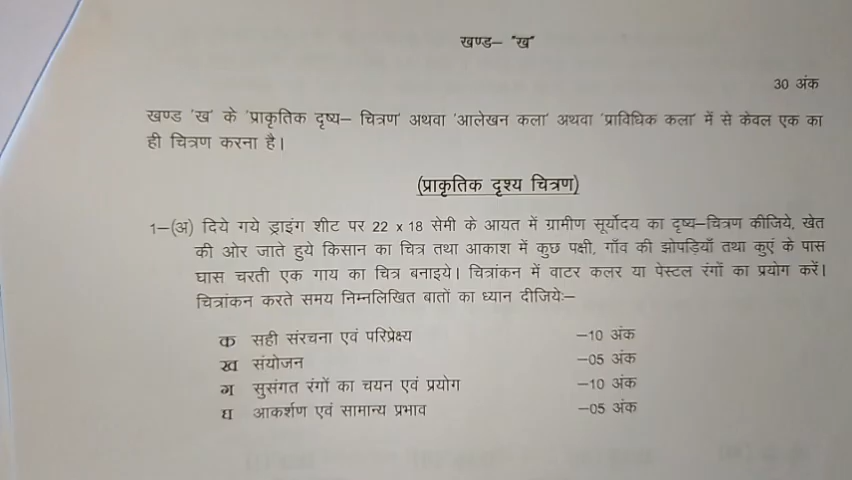 खण्ड– "ख"
30 अंक
खण्ड 'ख' के 'प्राकृतिक दृष्य– चित्रण' अथवा 'आलेखन कला' अथवा 'प्राविधिक कला' में से केवल एक का
ही चित्रण करना है।
(प्राकृतिक दृश्य चित्रण)
1–(अ) दिये गये ड्राइंग शीट पर 22 x 18 सेमी के आयत में ग्रामीण सूर्योदय का दृष्य–चित्रण कीजिये, खेत
की ओर जाते हुये किसान का चित्र तथा आकाश में कुछ पक्षी, गाँव की झोपड़ियाँ तथा कुएं के पास
घास चरती एक गाय का चित्र बनाइये। चित्रांकन में वाटर कलर या पेस्टल रंगों का प्रयोग करें।
चित्रांकन करते समय निम्नलिखित बातों का ध्यान दीजिये:–
क सही संरचना एवं परिप्रेक्ष्य –10 अंक
ख संयोजन –05 अंक
ग सुसंगत रंगों का चयन एवं प्रयोग –10 अंक
घ आकर्शण एवं सामान्य प्रभाव –05 अंक